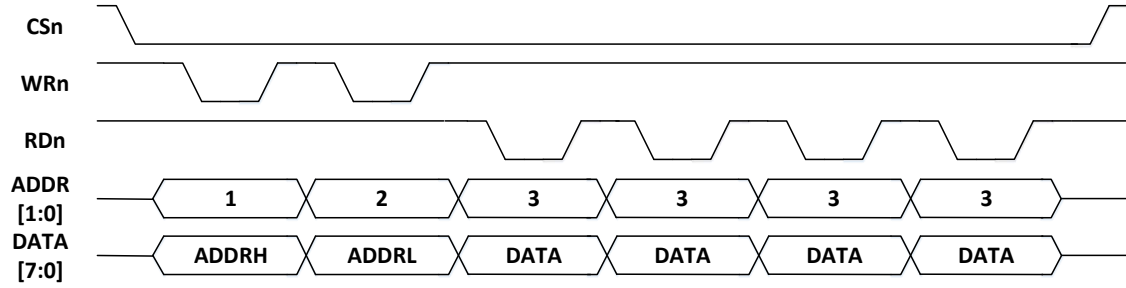 CSn
WRn
RDn
ADDR
[1:0]
1 2 3 3 3 3
DATA
[7:0]
ADDRH ADDRL DATA DATA DATA DATA